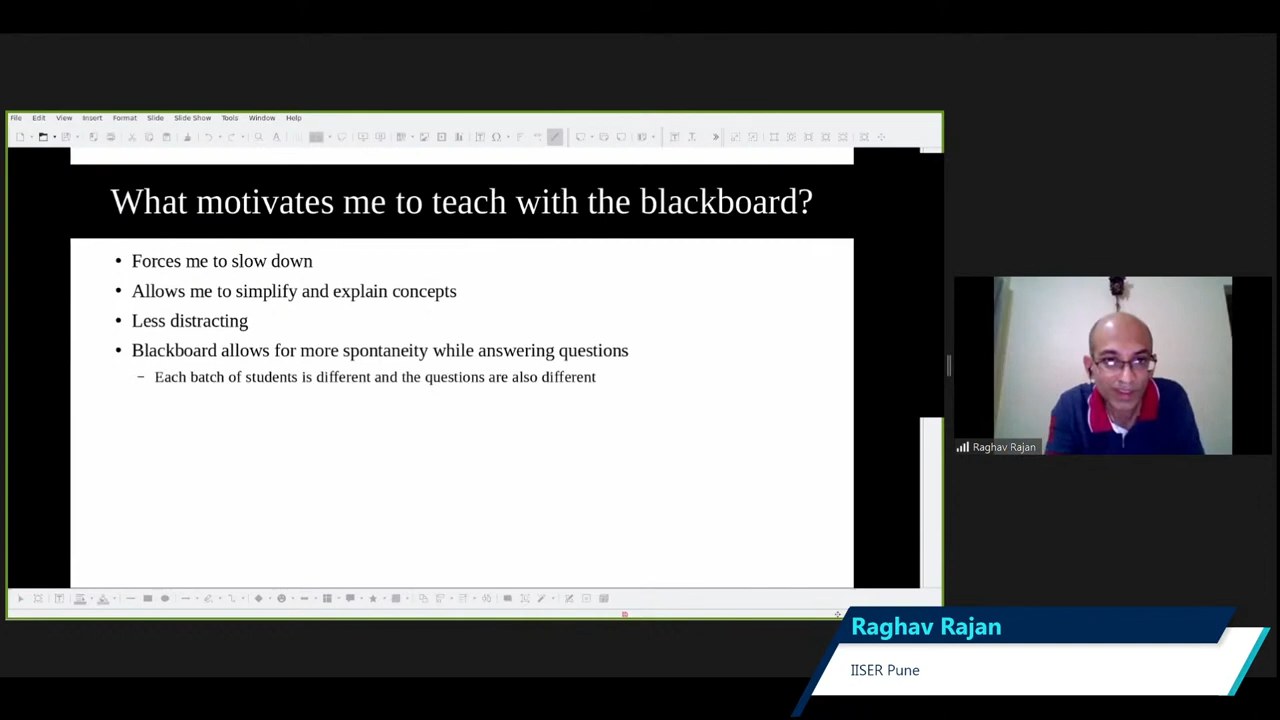 File Edit View Insert Format Slide Slide Show Tools Window Help
What motivates me to teach with the blackboard?
• Forces me to slow down
• Allows me to simplify and explain concepts
• Less distracting
• Blackboard allows for more spontaneity while answering questions
– Each batch of students is different and the questions are also different
Raghav Rajan
Raghav Rajan
IISER Pune